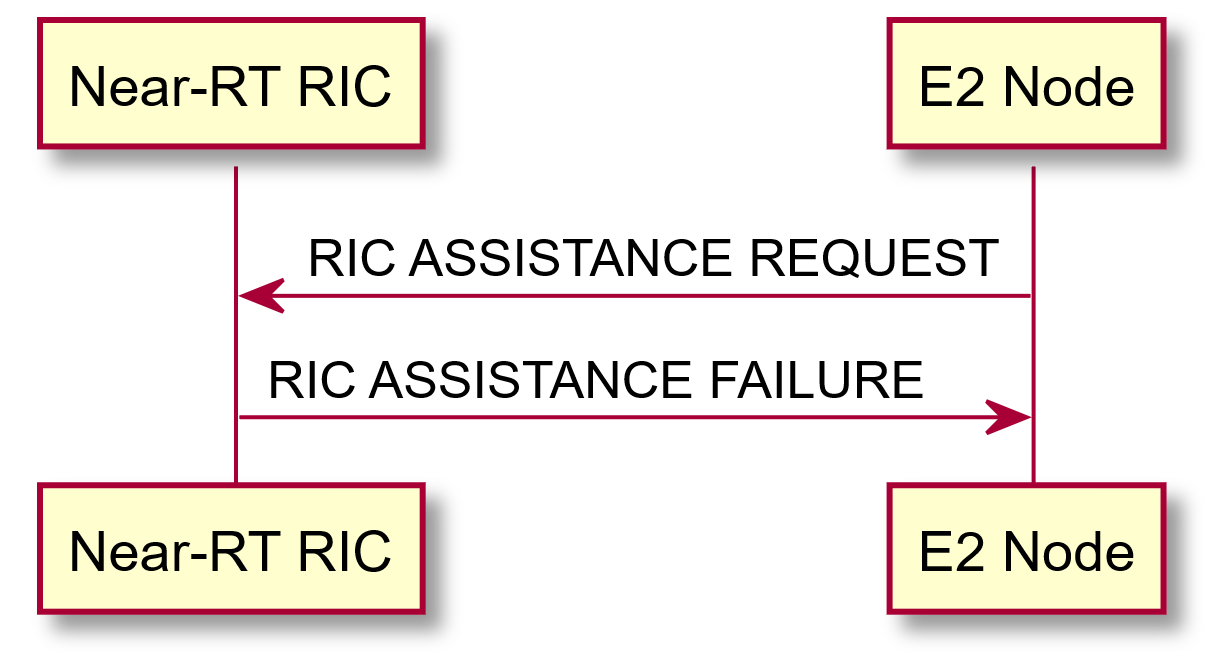 Near-RT RIC
E2 Node
RIC ASSISTANCE REQUEST
RIC ASSISTANCE FAILURE
Near-RT RIC
E2 Node